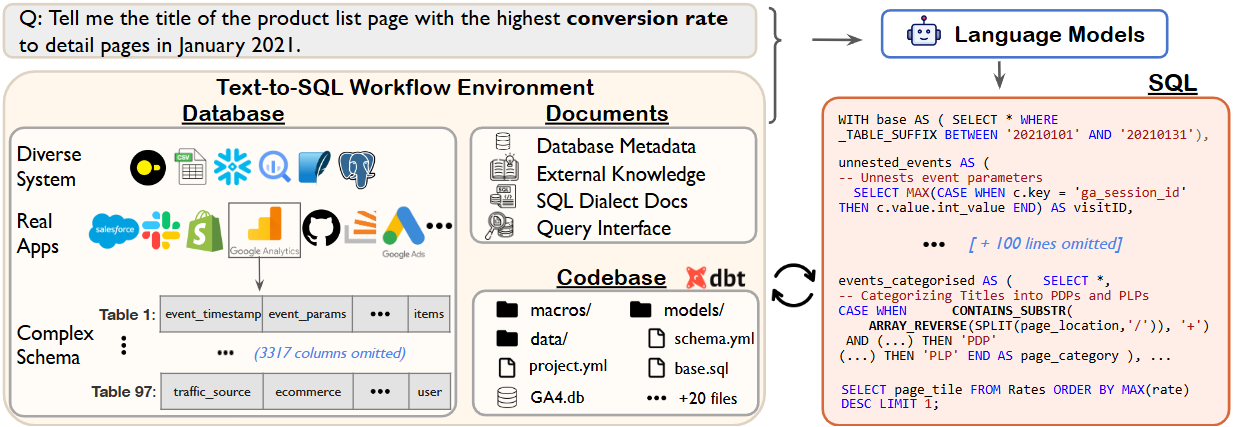 Q: Tell me the title of the product list page with the highest conversion rate
to detail pages in January 2021.
Language Models
Text-to-SQL Workflow Environment
Database
Diverse
System
CSV
Real
Apps
salesforce
Google Analytics
Google Ads
•••
Table 1:
event_timestamp
event_params
•••
items
Complex
Schema
•••
(3317 columns omitted)
Table 97:
traffic_source
ecommerce
•••
user
Documents
Database Metadata
External Knowledge
SQL Dialect Docs
Query Interface
Codebase
dbt
macros/
models/
data/
schema.yml
project.yml
base.sql
GA4.db
••• +20 files
SQL
WITH base AS ( SELECT * WHERE
_TABLE_SUFFIX BETWEEN '20210101' AND '20210131'),
unnested_events AS (
-- Unnests event parameters
SELECT MAX(CASE WHEN c.key = 'ga_session_id'
THEN c.value.int_value END) AS visitID,
••• [ + 100 lines omitted]
events_categorised AS ( SELECT *,
-- Categorizing Titles into PDPs and PLPs
CASE WHEN CONTAINS_SUBSTR(
ARRAY_REVERSE(SPLIT(page_location,'/')), '+')
AND (...) THEN 'PDP'
(...) THEN 'PLP' END AS page_category ), ...
SELECT page_tile FROM Rates ORDER BY MAX(rate)
DESC LIMIT 1;